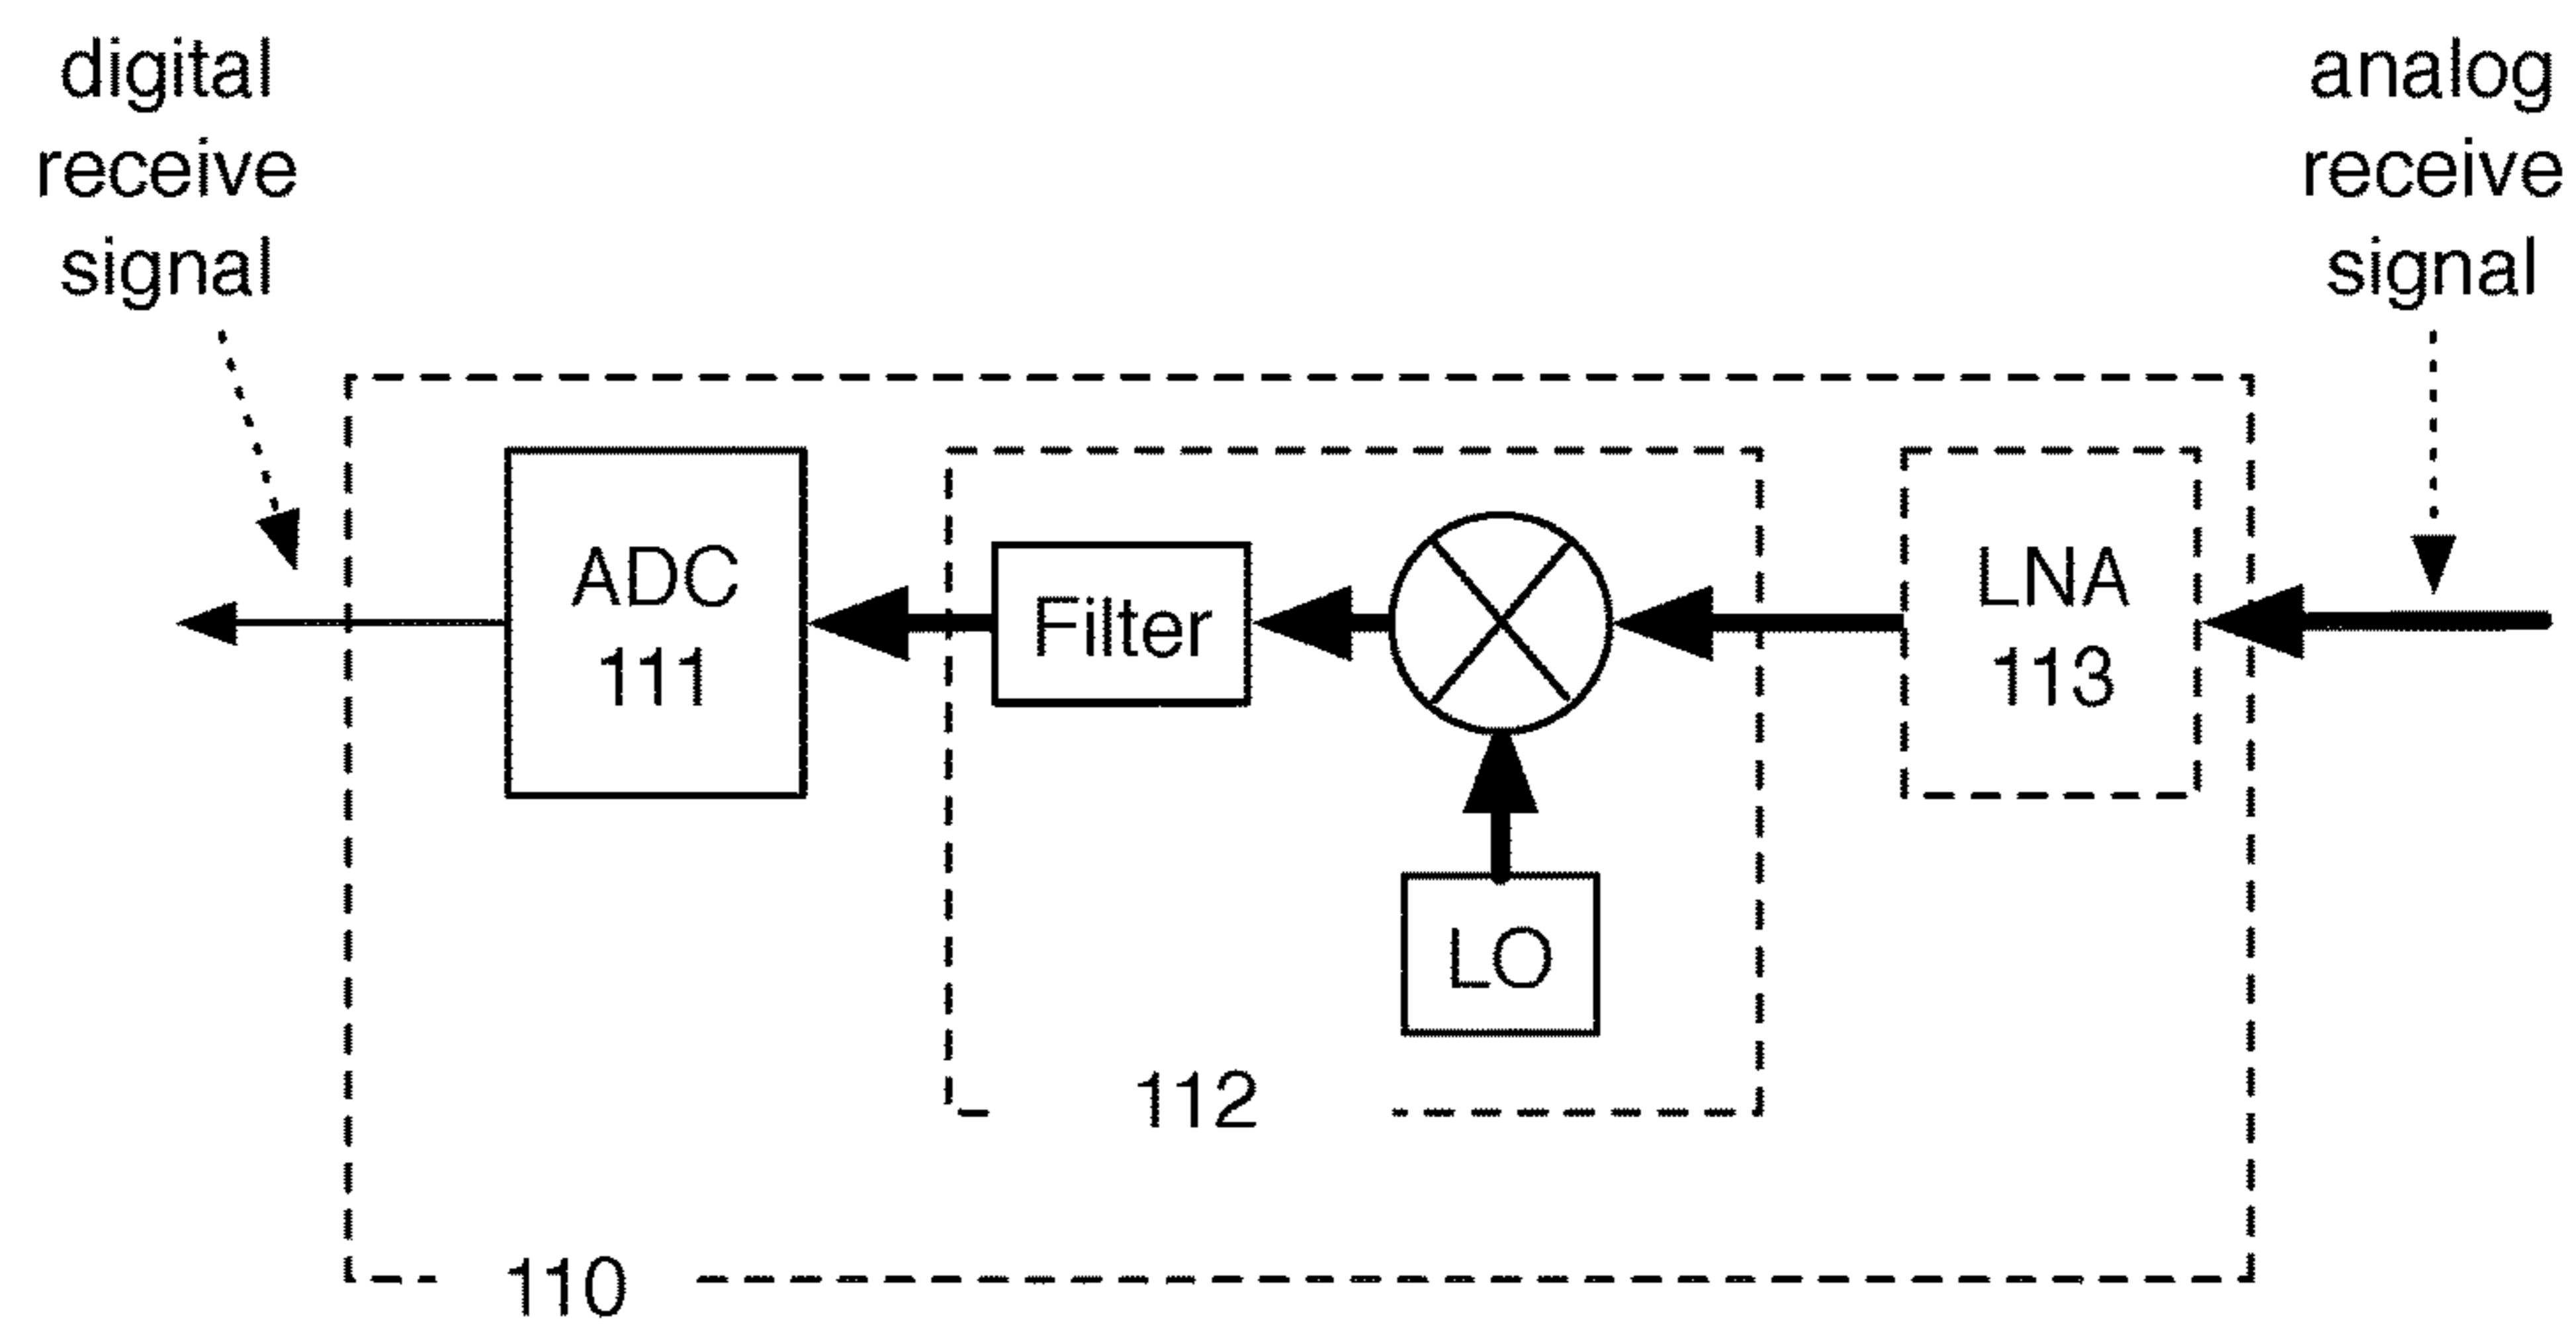 digital
receive
signal
analog
receive
signal
ADC
111
Filter
LNA
113
LO
112
110